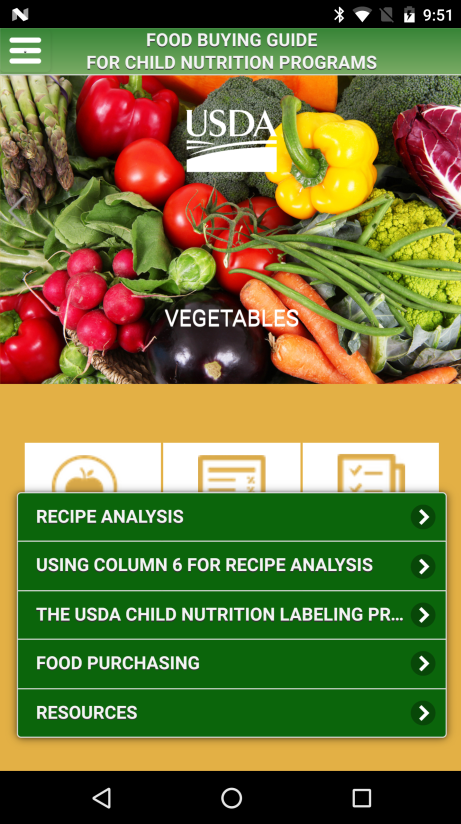 9:51
FOOD BUYING GUIDE
FOR CHILD NUTRITION PROGRAMS
USDA
VEGETABLES
RECIPE ANALYSIS
USING COLUMN 6 FOR RECIPE ANALYSIS
THE USDA CHILD NUTRITION LABELING PR...
FOOD PURCHASING
RESOURCES